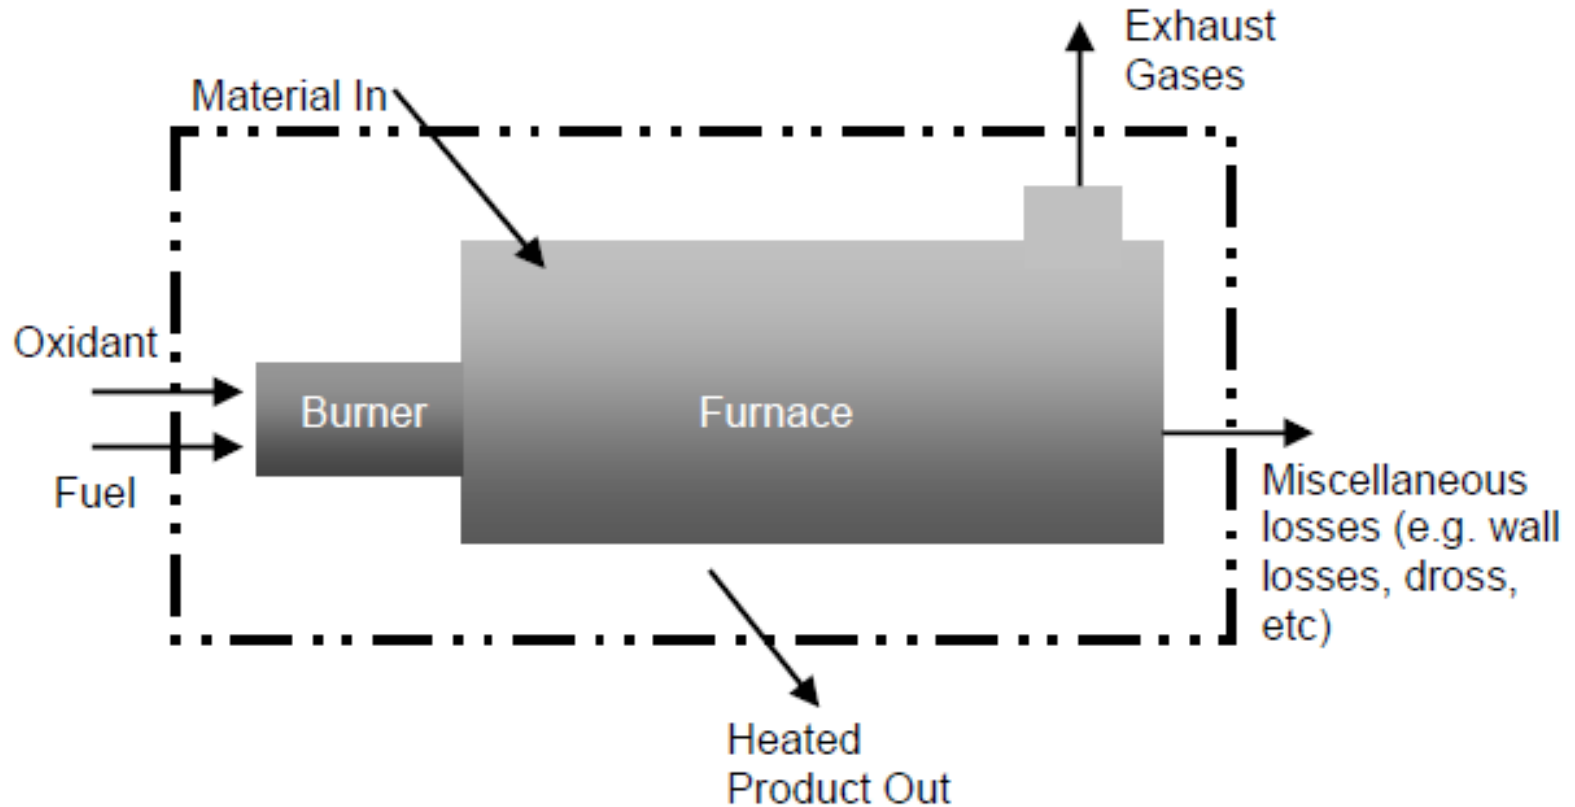 Exhaust
Gases
Material In
Oxidant
Burner
Furnace
Fuel
Miscellaneous
losses (e.g. wall
losses, dross,
etc)
Heated
Product Out